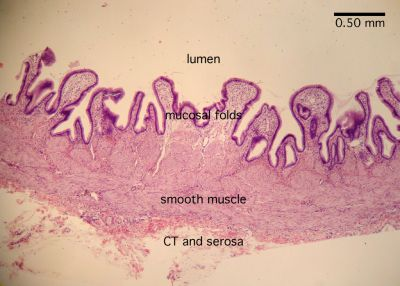 0.50 mm
lumen
mucosal folds
smooth muscle
CT and serosa